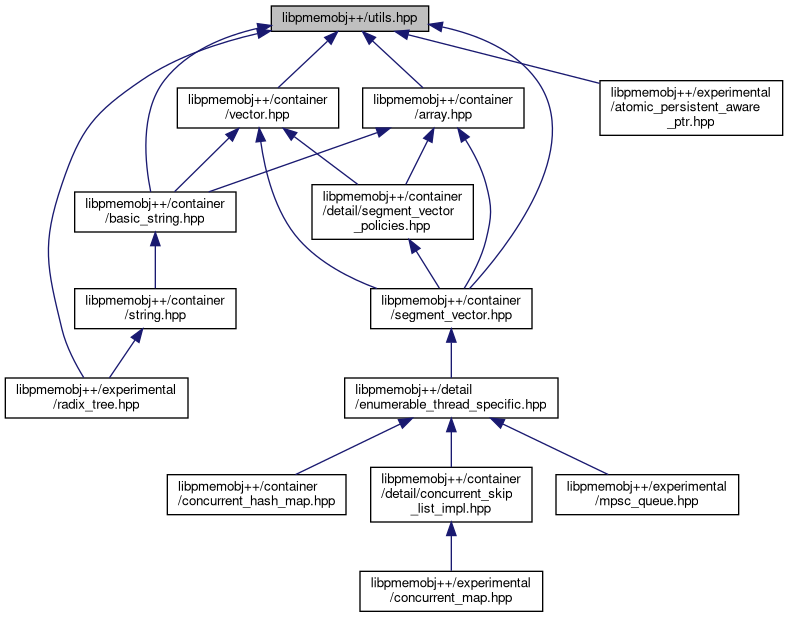 libpmemobj++/utils.hpp
libpmemobj++/container
/vector.hpp
libpmemobj++/container
/array.hpp
libpmemobj++/experimental
/atomic_persistent_aware
_ptr.hpp
libpmemobj++/container
/basic_string.hpp
libpmemobj++/container
/detail/segment_vector
_policies.hpp
libpmemobj++/container
/string.hpp
libpmemobj++/container
/segment_vector.hpp
libpmemobj++/experimental
/radix_tree.hpp
libpmemobj++/detail
/enumerable_thread_specific.hpp
libpmemobj++/container
/concurrent_hash_map.hpp
libpmemobj++/container
/detail/concurrent_skip
_list_impl.hpp
libpmemobj++/experimental
/mpsc_queue.hpp
libpmemobj++/experimental
/concurrent_map.hpp